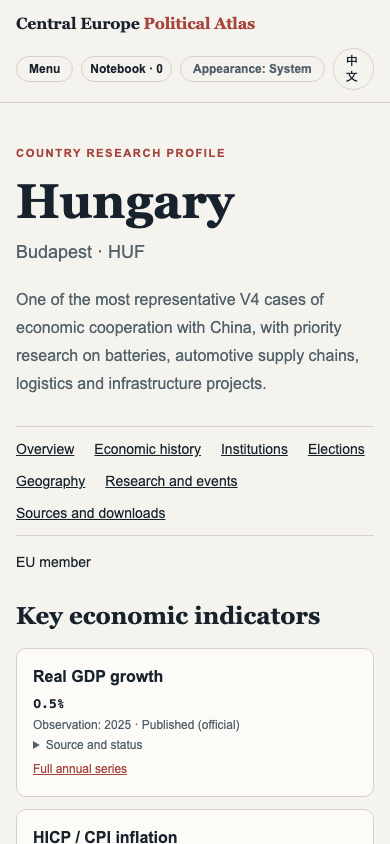 Central Europe Political Atlas
Menu
Notebook · 0
Appearance: System
中
文
COUNTRY RESEARCH PROFILE
Hungary
Budapest · HUF
One of the most representative V4 cases of
economic cooperation with China, with priority
research on batteries, automotive supply chains,
logistics and infrastructure projects.
Overview Economic history Institutions Elections
Geography Research and events
Sources and downloads
EU member
Key economic indicators
Real GDP growth
0.5%
Observation: 2025 · Published (official)
▶ Source and status
Full annual series
HICP / CPI inflation